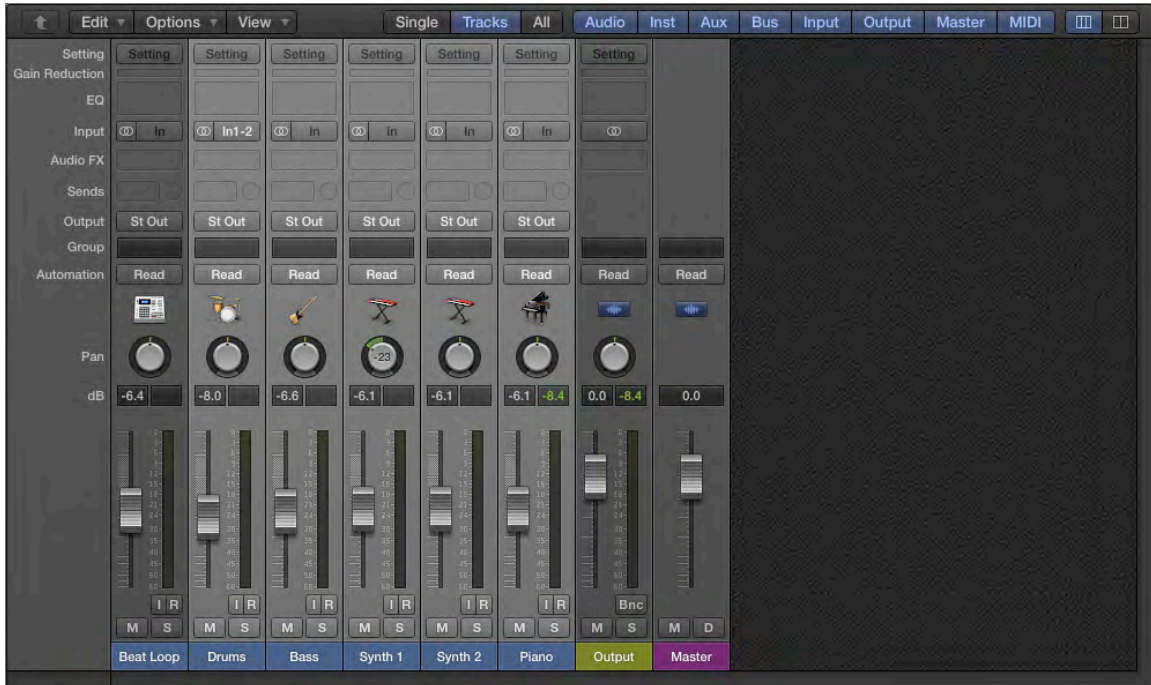 Edit Options View Single Tracks All Audio Inst Aux Bus Input Output Master MIDI
Setting Setting Setting Setting Setting Setting Setting Setting
Gain Reduction
EQ
Input In In1-2 In In In In
Audio FX
Sends
Output St Out St Out St Out St Out St Out St Out
Group
Automation Read Read Read Read Read Read Read Read
Pan -23
dB -6.4 -8.0 -6.6 -6.1 -6.1 -6.1 -8.4 0.0 -8.4 0.0
I R I R I R I R I R I R Bnc
M S M S M S M S M S M S M S M D
Beat Loop Drums Bass Synth 1 Synth 2 Piano Output Master